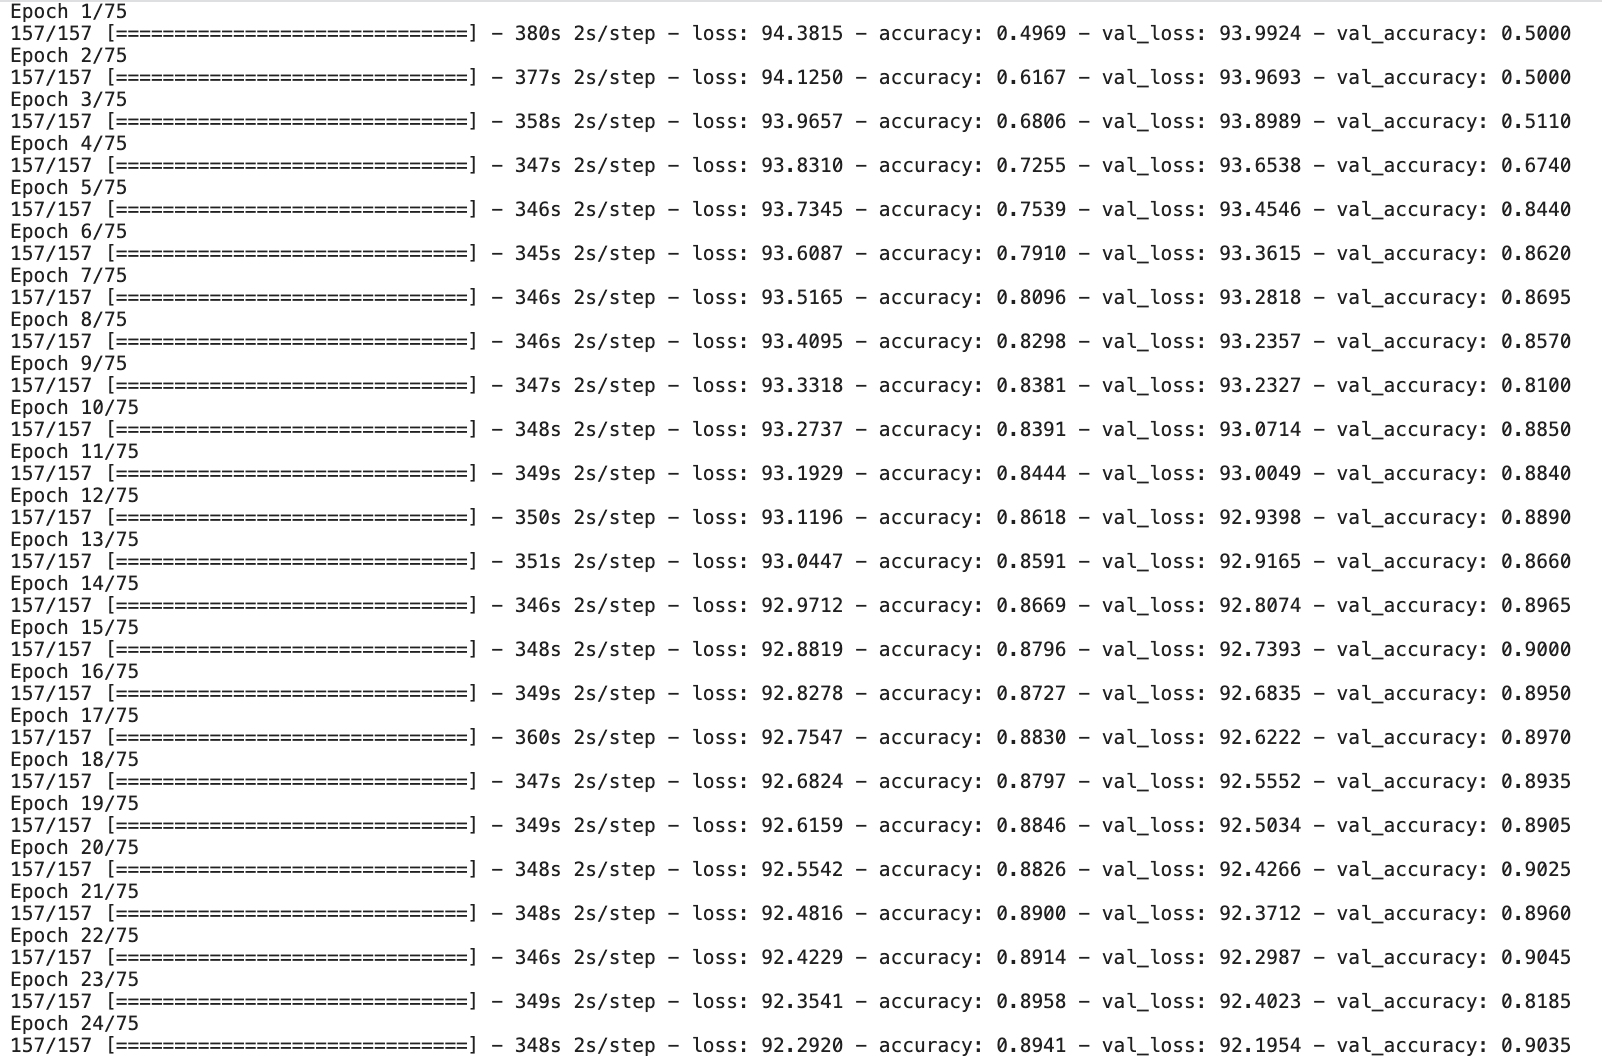 Epoch 1/75
157/157 [==============================] - 380s 2s/step - loss: 94.3815 - accuracy: 0.4969 - val_loss: 93.9924 - val_accuracy: 0.5000
Epoch 2/75
157/157 [==============================] - 377s 2s/step - loss: 94.1250 - accuracy: 0.6167 - val_loss: 93.9693 - val_accuracy: 0.5000
Epoch 3/75
157/157 [==============================] - 358s 2s/step - loss: 93.9657 - accuracy: 0.6806 - val_loss: 93.8989 - val_accuracy: 0.5110
Epoch 4/75
157/157 [==============================] - 347s 2s/step - loss: 93.8310 - accuracy: 0.7255 - val_loss: 93.6538 - val_accuracy: 0.6740
Epoch 5/75
157/157 [==============================] - 346s 2s/step - loss: 93.7345 - accuracy: 0.7539 - val_loss: 93.4546 - val_accuracy: 0.8440
Epoch 6/75
157/157 [==============================] - 345s 2s/step - loss: 93.6087 - accuracy: 0.7910 - val_loss: 93.3615 - val_accuracy: 0.8620
Epoch 7/75
157/157 [==============================] - 346s 2s/step - loss: 93.5165 - accuracy: 0.8096 - val_loss: 93.2818 - val_accuracy: 0.8695
Epoch 8/75
157/157 [==============================] - 346s 2s/step - loss: 93.4095 - accuracy: 0.8298 - val_loss: 93.2357 - val_accuracy: 0.8570
Epoch 9/75
157/157 [==============================] - 347s 2s/step - loss: 93.3318 - accuracy: 0.8381 - val_loss: 93.2327 - val_accuracy: 0.8100
Epoch 10/75
157/157 [==============================] - 348s 2s/step - loss: 93.2737 - accuracy: 0.8391 - val_loss: 93.0714 - val_accuracy: 0.8850
Epoch 11/75
157/157 [==============================] - 349s 2s/step - loss: 93.1929 - accuracy: 0.8444 - val_loss: 93.0049 - val_accuracy: 0.8840
Epoch 12/75
157/157 [==============================] - 350s 2s/step - loss: 93.1196 - accuracy: 0.8618 - val_loss: 92.9398 - val_accuracy: 0.8890
Epoch 13/75
157/157 [==============================] - 351s 2s/step - loss: 93.0447 - accuracy: 0.8591 - val_loss: 92.9165 - val_accuracy: 0.8660
Epoch 14/75
157/157 [==============================] - 346s 2s/step - loss: 92.9712 - accuracy: 0.8669 - val_loss: 92.8074 - val_accuracy: 0.8965
Epoch 15/75
157/157 [==============================] - 348s 2s/step - loss: 92.8819 - accuracy: 0.8796 - val_loss: 92.7393 - val_accuracy: 0.9000
Epoch 16/75
157/157 [==============================] - 349s 2s/step - loss: 92.8278 - accuracy: 0.8727 - val_loss: 92.6835 - val_accuracy: 0.8950
Epoch 17/75
157/157 [==============================] - 360s 2s/step - loss: 92.7547 - accuracy: 0.8830 - val_loss: 92.6222 - val_accuracy: 0.8970
Epoch 18/75
157/157 [==============================] - 347s 2s/step - loss: 92.6824 - accuracy: 0.8797 - val_loss: 92.5552 - val_accuracy: 0.8935
Epoch 19/75
157/157 [==============================] - 349s 2s/step - loss: 92.6159 - accuracy: 0.8846 - val_loss: 92.5034 - val_accuracy: 0.8905
Epoch 20/75
157/157 [==============================] - 348s 2s/step - loss: 92.5542 - accuracy: 0.8826 - val_loss: 92.4266 - val_accuracy: 0.9025
Epoch 21/75
157/157 [==============================] - 348s 2s/step - loss: 92.4816 - accuracy: 0.8900 - val_loss: 92.3712 - val_accuracy: 0.8960
Epoch 22/75
157/157 [==============================] - 346s 2s/step - loss: 92.4229 - accuracy: 0.8914 - val_loss: 92.2987 - val_accuracy: 0.9045
Epoch 23/75
157/157 [==============================] - 349s 2s/step - loss: 92.3541 - accuracy: 0.8958 - val_loss: 92.4023 - val_accuracy: 0.8185
Epoch 24/75
157/157 [==============================] - 348s 2s/step - loss: 92.2920 - accuracy: 0.8941 - val_loss: 92.1954 - val_accuracy: 0.9035